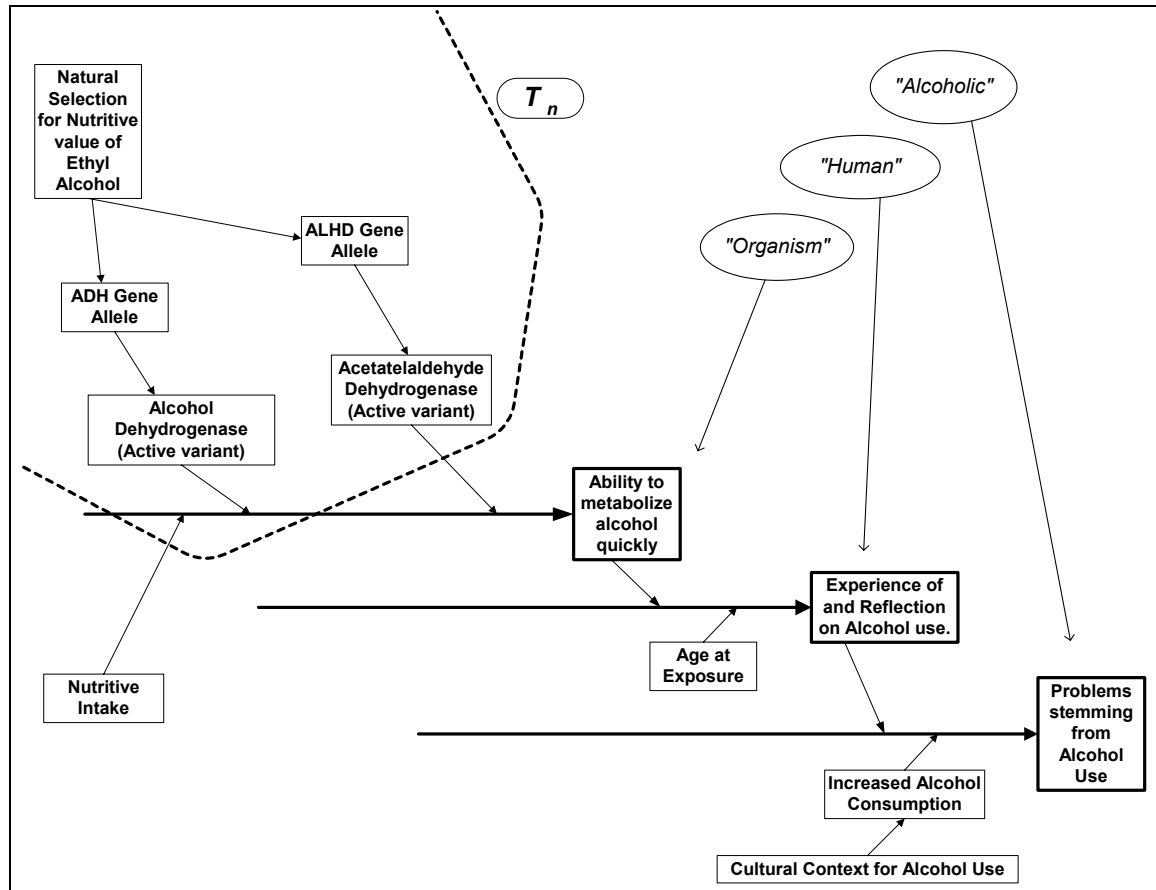 Natural
Selection
for Nutritive
value of
Ethyl
Alcohol
T n
"Alcoholic"
"Human"
"Organism"
ALHD Gene
Allele
ADH Gene
Allele
Acetatelaldehyde
Dehydrogenase
(Active variant)
Alcohol
Dehydrogenase
(Active variant)
Ability to
metabolize
alcohol
quickly
Experience of
and Reflection
on Alcohol use.
Age at
Exposure
Nutritive
Intake
Problems
stemming
from
Alcohol
Use
Increased Alcohol
Consumption
Cultural Context for Alcohol Use